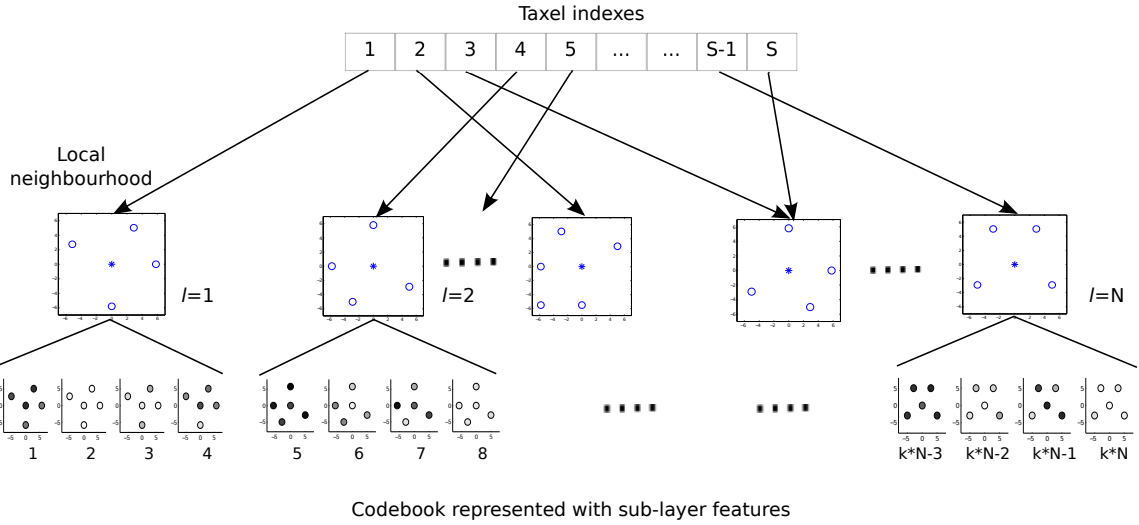 Taxel indexes
1 2 3 4 5 ... ... S-1 S
Local
neighbourhood
l=1
l=2
l=N
1 2 3 4 5 6 7 8 k*N-3 k*N-2 k*N-1 k*N
Codebook represented with sub-layer features